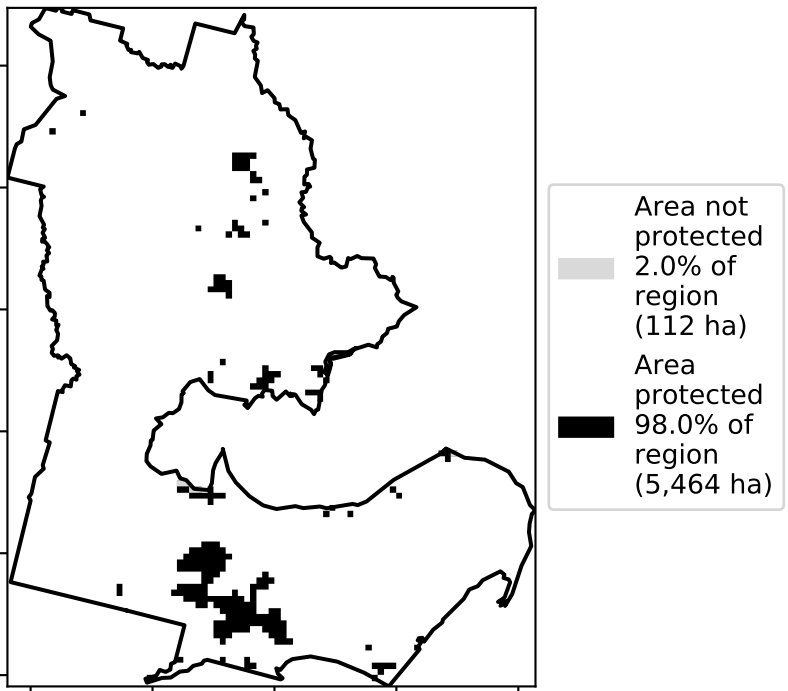 Area not
protected
2.0% of
region
(112 ha)
Area
protected
98.0% of
region
(5,464 ha)